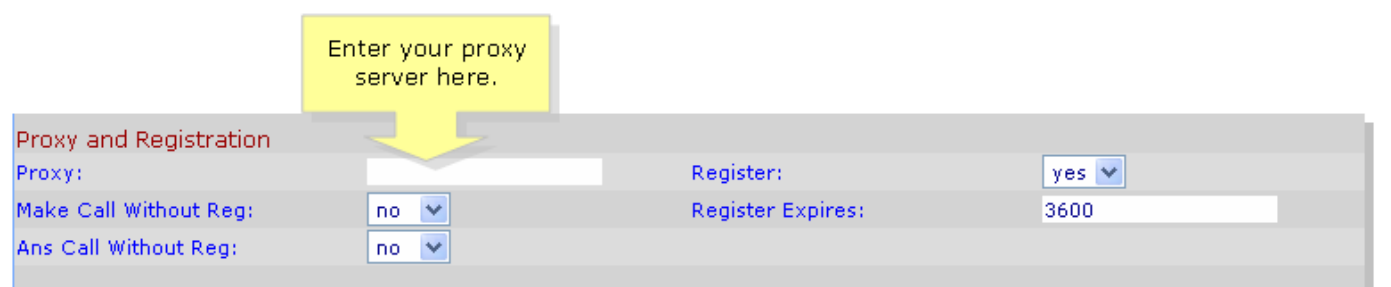 Enter your proxy
server here.
Proxy and Registration
Proxy: Register: yes
Make Call Without Reg: no Register Expires: 3600
Ans Call Without Reg: no